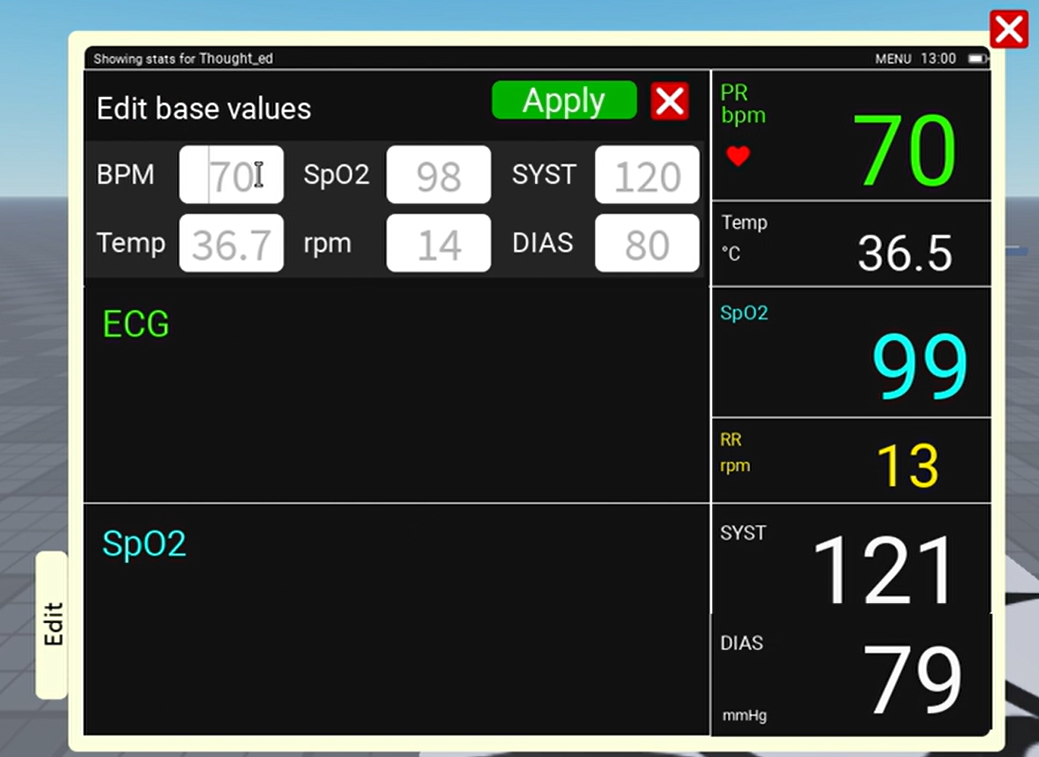 Showing stats for Thought_ed
MENU 13:00
Edit base values
Apply
BPM 70 SpO2 98 SYST 120
Temp 36.7 rpm 14 DIAS 80
ECG
SpO2
PR
bpm
70
Temp
°C
36.5
SpO2
99
RR
rpm
13
SYST
121
DIAS
79
mmHg
Edit